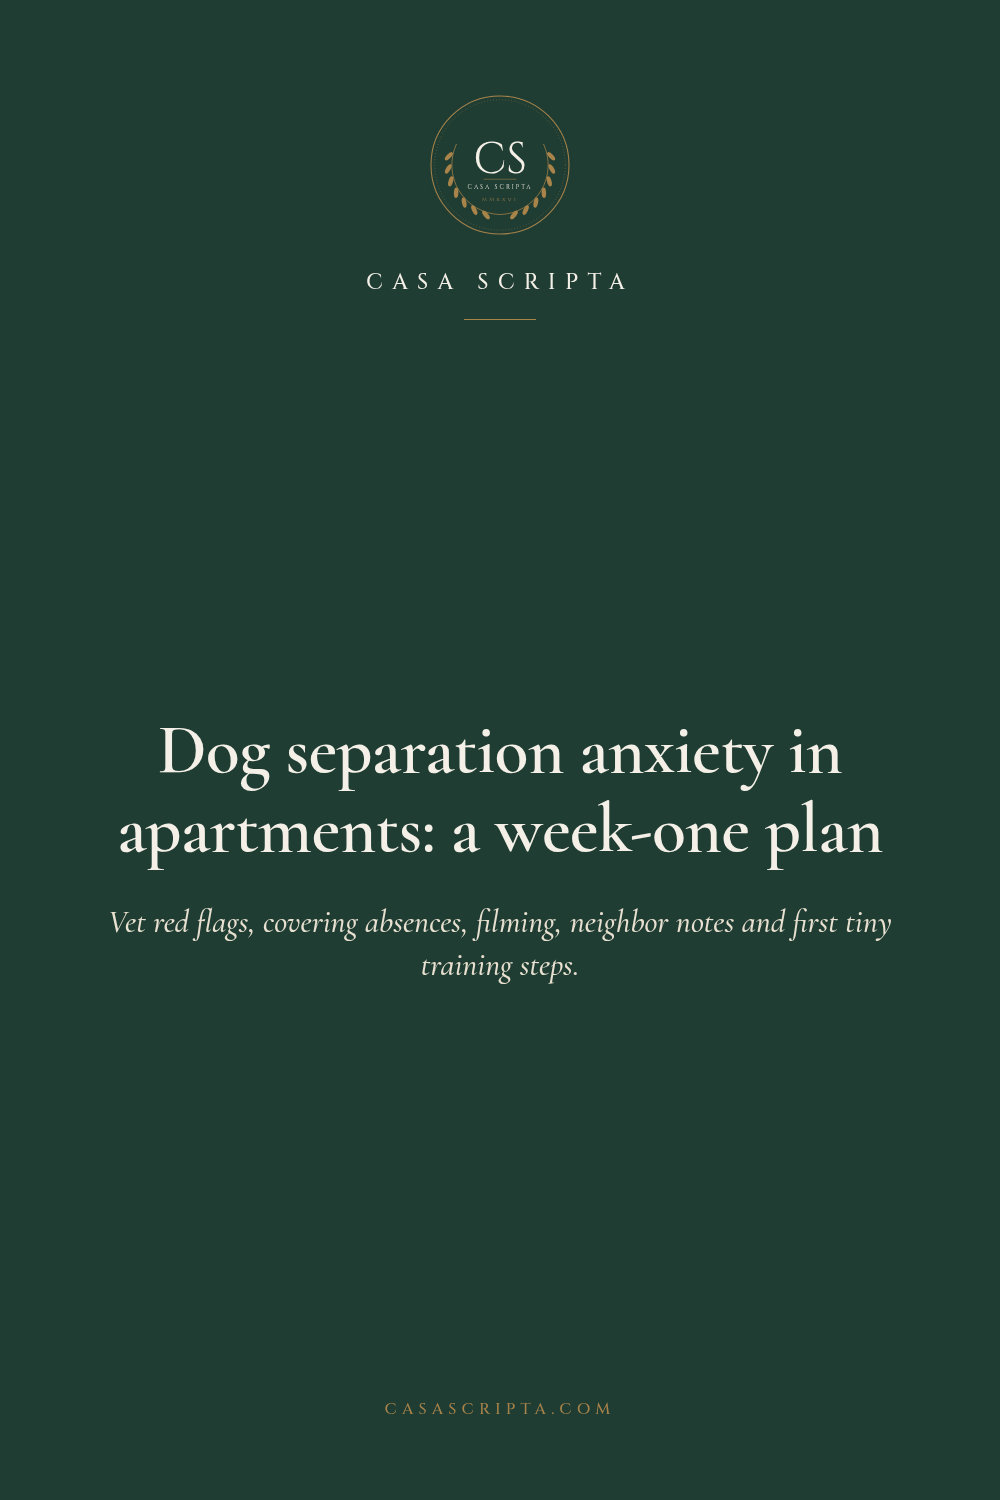 CS
CASA SCRIPTA
MMXXVI
CASA SCRIPTA
Dog separation anxiety in
apartments: a week-one plan
Vet red flags, covering absences, filming, neighbor notes and first tiny
training steps.
CASASCRIPTA.COM